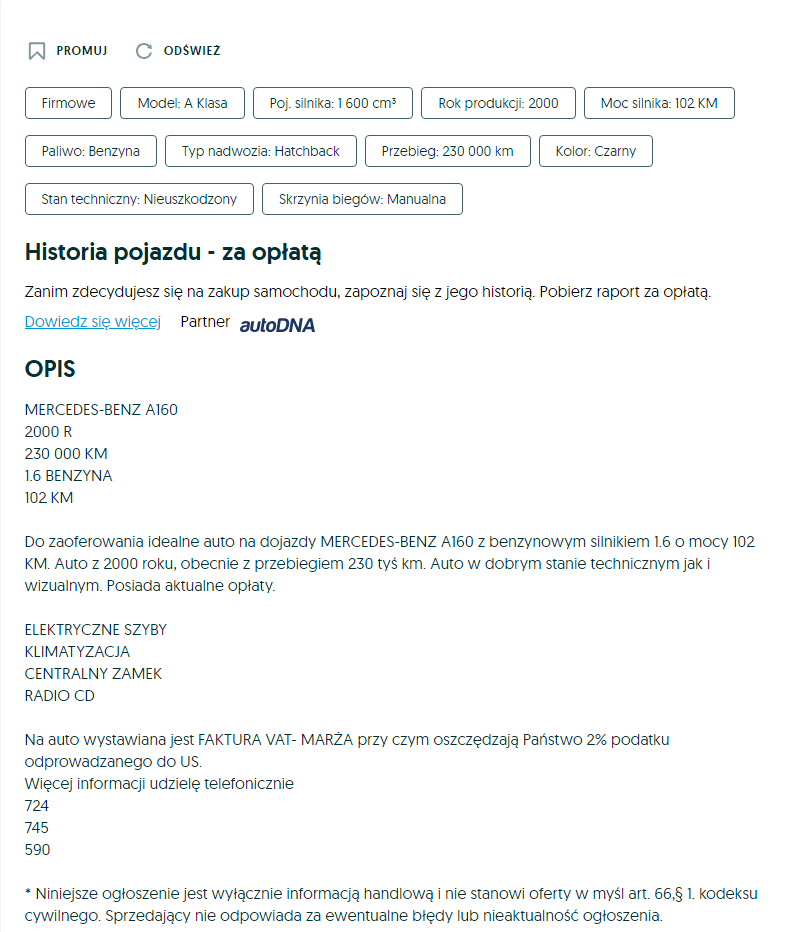 PROMUJ ODŚWIEŻ
Firmowe Model: A Klasa Poj. silnika: 1 600 cm³ Rok produkcji: 2000 Moc silnika: 102 KM
Paliwo: Benzyna Typ nadwozia: Hatchback Przebieg: 230 000 km Kolor: Czarny
Stan techniczny: Nieuszkodzony Skrzynia biegów: Manualna
Historia pojazdu - za opłatą
Zanim zdecydujesz się na zakup samochodu, zapoznaj się z jego historią. Pobierz raport za opłatą.
Dowiedz się więcej Partner autoDNA
OPIS
MERCEDES-BENZ A160
2000 R
230 000 KM
1.6 BENZYNA
102 KM
Do zaoferowania idealne auto na dojazdy MERCEDES-BENZ A160 z benzynowym silnikiem 1.6 o mocy 102
KM. Auto z 2000 roku, obecnie z przebiegiem 230 tyś km. Auto w dobrym stanie technicznym jak i
wizualnym. Posiada aktualne opłaty.
ELEKTRYCZNE SZYBY
KLIMATYZACJA
CENTRALNY ZAMEK
RADIO CD
Na auto wystawiana jest FAKTURA VAT- MARŻA przy czym oszczędzają Państwo 2% podatku
odprowadzanego do US.
Więcej informacji udzielę telefonicznie
724
745
590
* Niniejsze ogłoszenie jest wyłącznie informacją handlową i nie stanowi oferty w myśl art. 66,§ 1. kodeksu
cywilnego. Sprzedający nie odpowiada za ewentualne błędy lub nieaktualność ogłoszenia.